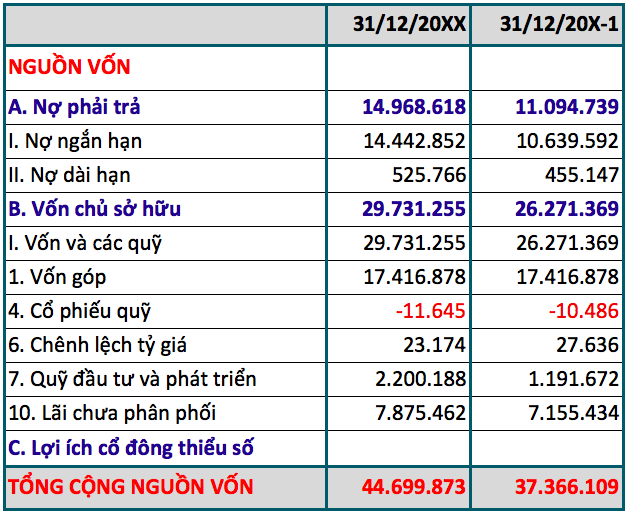 31/12/20XX 31/12/20X-1
NGUỒN VỐN
A. Nợ phải trả 14.968.618 11.094.739
I. Nợ ngắn hạn 14.442.852 10.639.592
II. Nợ dài hạn 525.766 455.147
B. Vốn chủ sở hữu 29.731.255 26.271.369
I. Vốn và các quỹ 29.731.255 26.271.369
1. Vốn góp 17.416.878 17.416.878
4. Cổ phiếu quỹ -11.645 -10.486
6. Chênh lệch tỷ giá 23.174 27.636
7. Quỹ đầu tư và phát triển 2.200.188 1.191.672
10. Lãi chưa phân phối 7.875.462 7.155.434
C. Lợi ích cổ đông thiểu số
TỔNG CỘNG NGUỒN VỐN 44.699.873 37.366.109